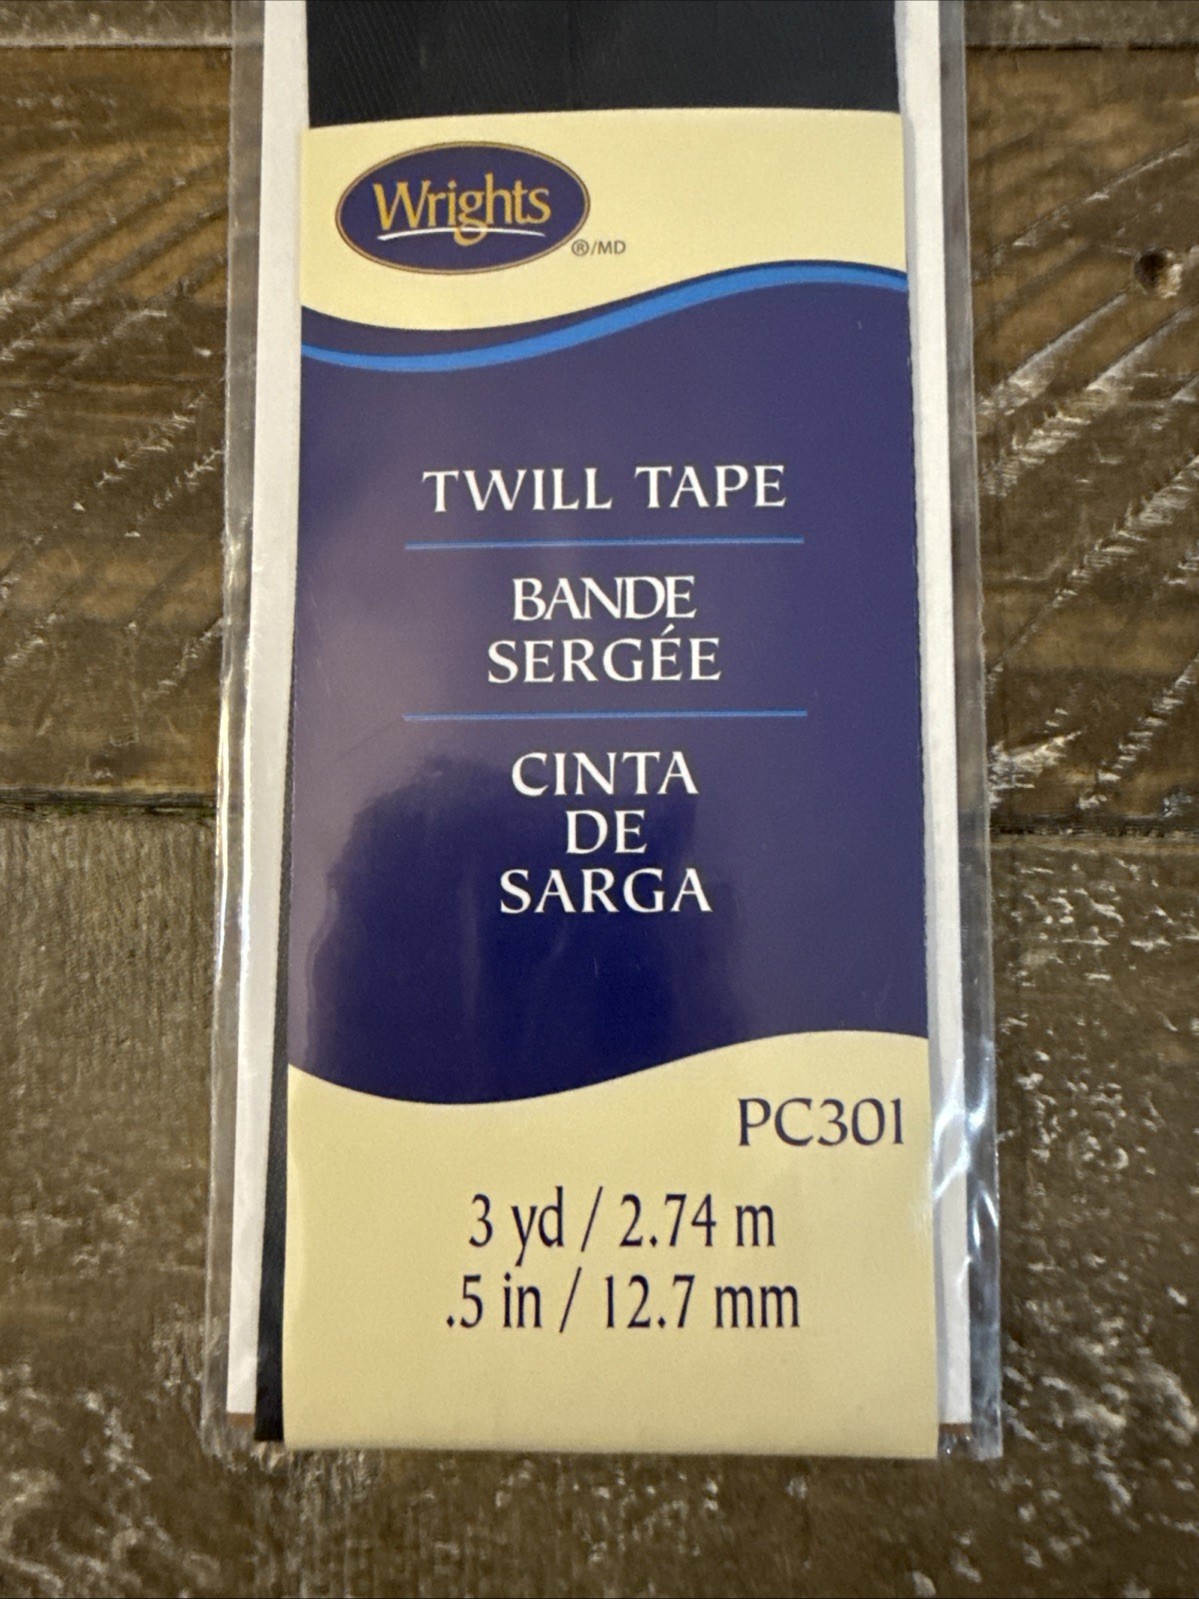 Wrights
®/MD
TWILL TAPE
BANDE
SERGÉE
CINTA
DE
SARGA
PC301
3 yd / 2.74 m
.5 in / 12.7 mm